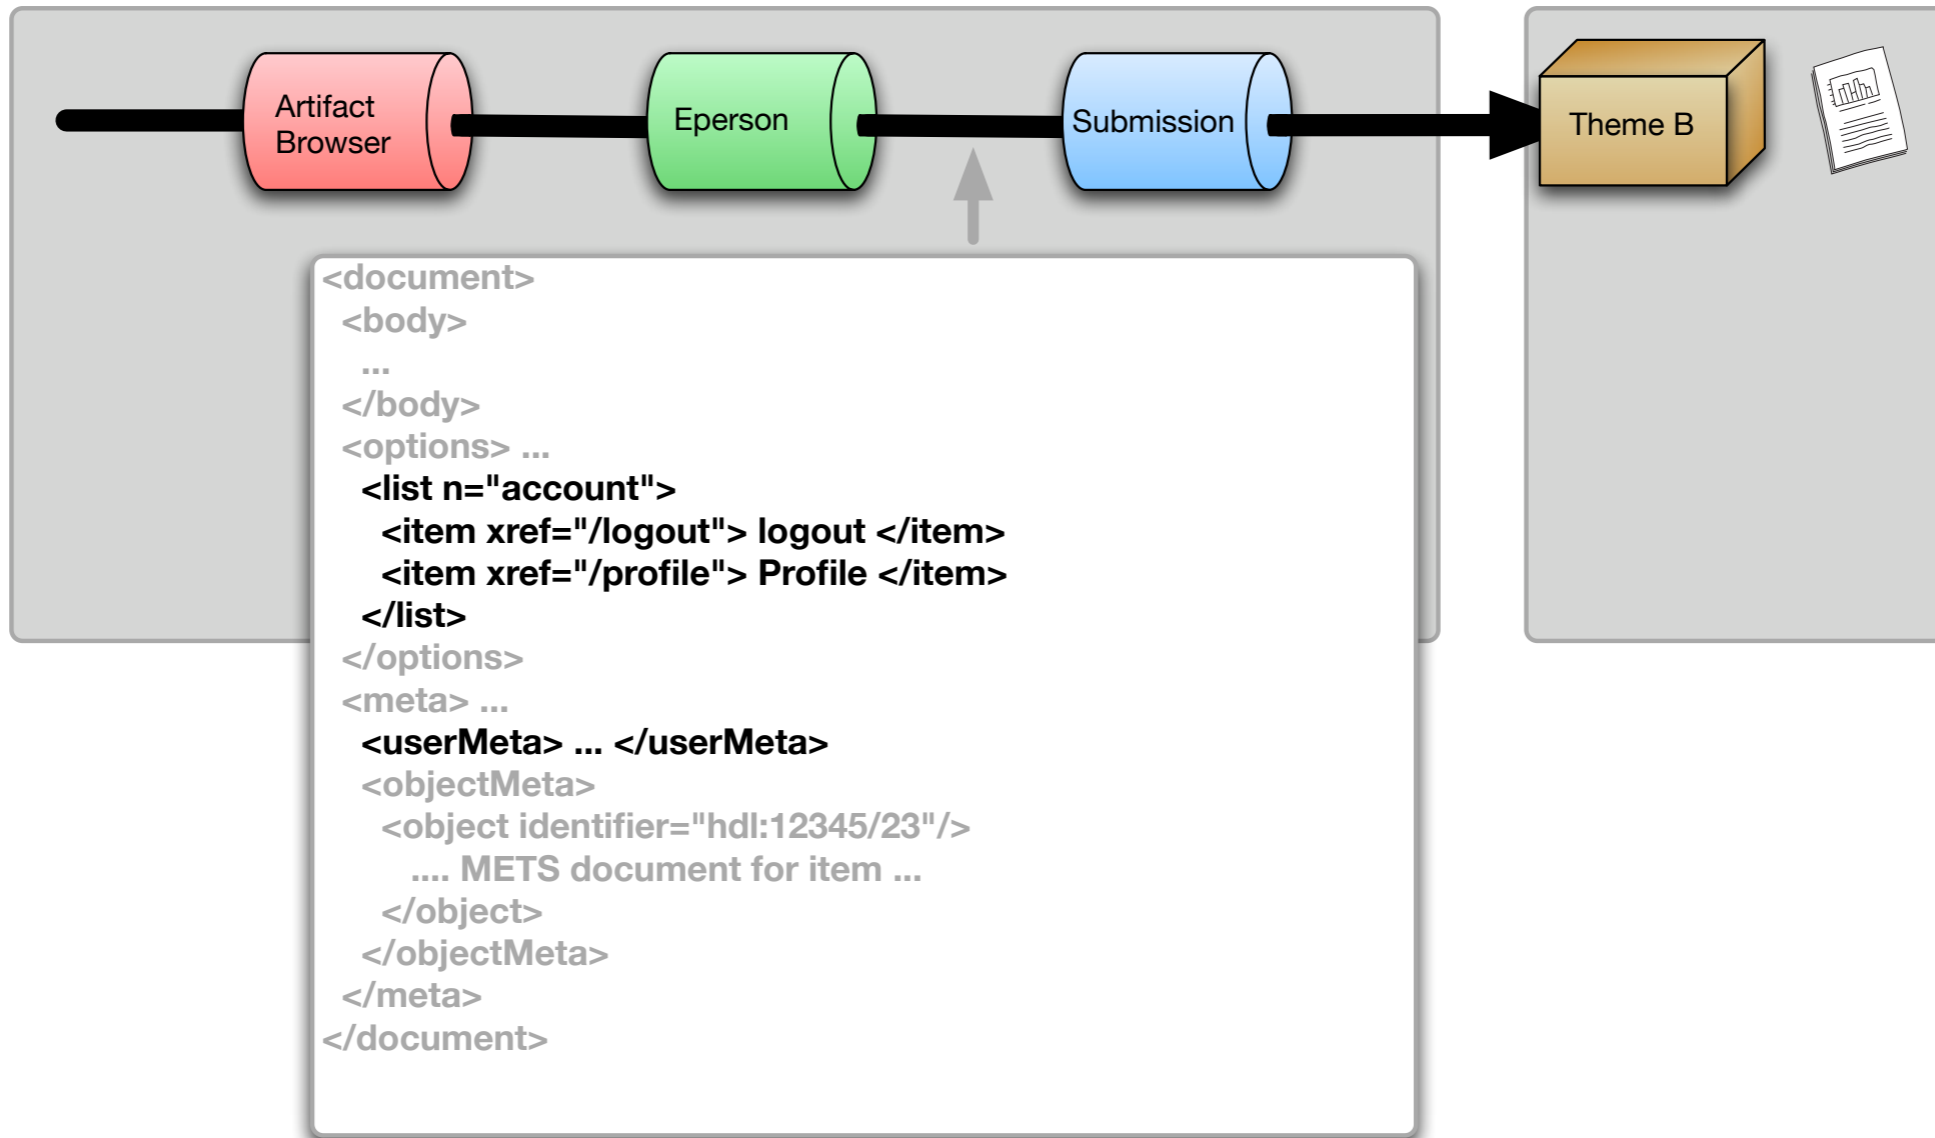 Artifact
Browser
Eperson
Submission
Theme B
<document>
<body>
...
</body>
<options> ...
<list n="account">
<item xref="/logout"> logout </item>
<item xref="/profile"> Profile </item>
</list>
</options>
<meta> ...
<userMeta> ... </userMeta>
<objectMeta>
<object identifier="hdl:12345/23"/>
.... METS document for item ...
</object>
</objectMeta>
</meta>
</document>